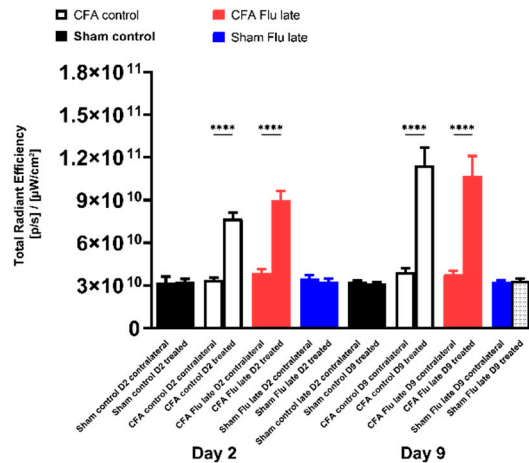 CFA control
CFA Flu late
Sham control
Sham Flu late
1.8×10¹¹
1.5×10¹¹
1.2×10¹¹
9×10¹⁰
6×10¹⁰
3×10¹⁰
0
Total Radiant Efficiency
[p/s] / [µW/cm²]
**** **** **** ****
Sham control D2 contralateral
Sham control D2 treated
CFA control D2 contralateral
CFA control D2 treated
CFA Flu late D2 contralateral
CFA Flu late D2 treated
Sham Flu late D2 contralateral
Sham Flu late D2 treated
Sham control late D2 contralateral
Sham control D9 treated
CFA control D9 contralateral
CFA control D9 treated
CFA Flu late D9 contralateral
CFA Flu late D9 treated
Sham Flu late D9 contralateral
Sham Flu late D9 treated
Day 2
Day 9